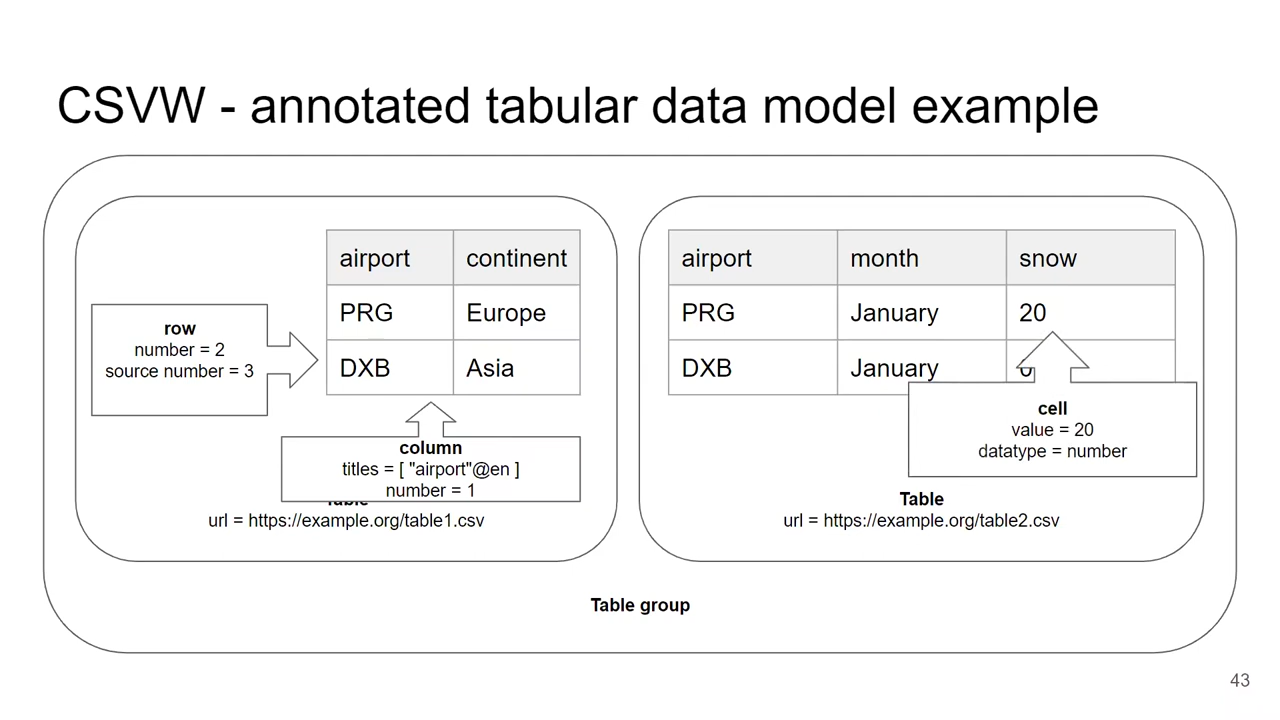 CSVW - annotated tabular data model example
airport continent
PRG Europe
DXB Asia
row
number = 2
source number = 3
column
titles = [ "airport"@en ]
number = 1
Table
url = https://example.org/table1.csv
airport month snow
PRG January 20
DXB January 0
cell
value = 20
datatype = number
Table
url = https://example.org/table2.csv
Table group
43